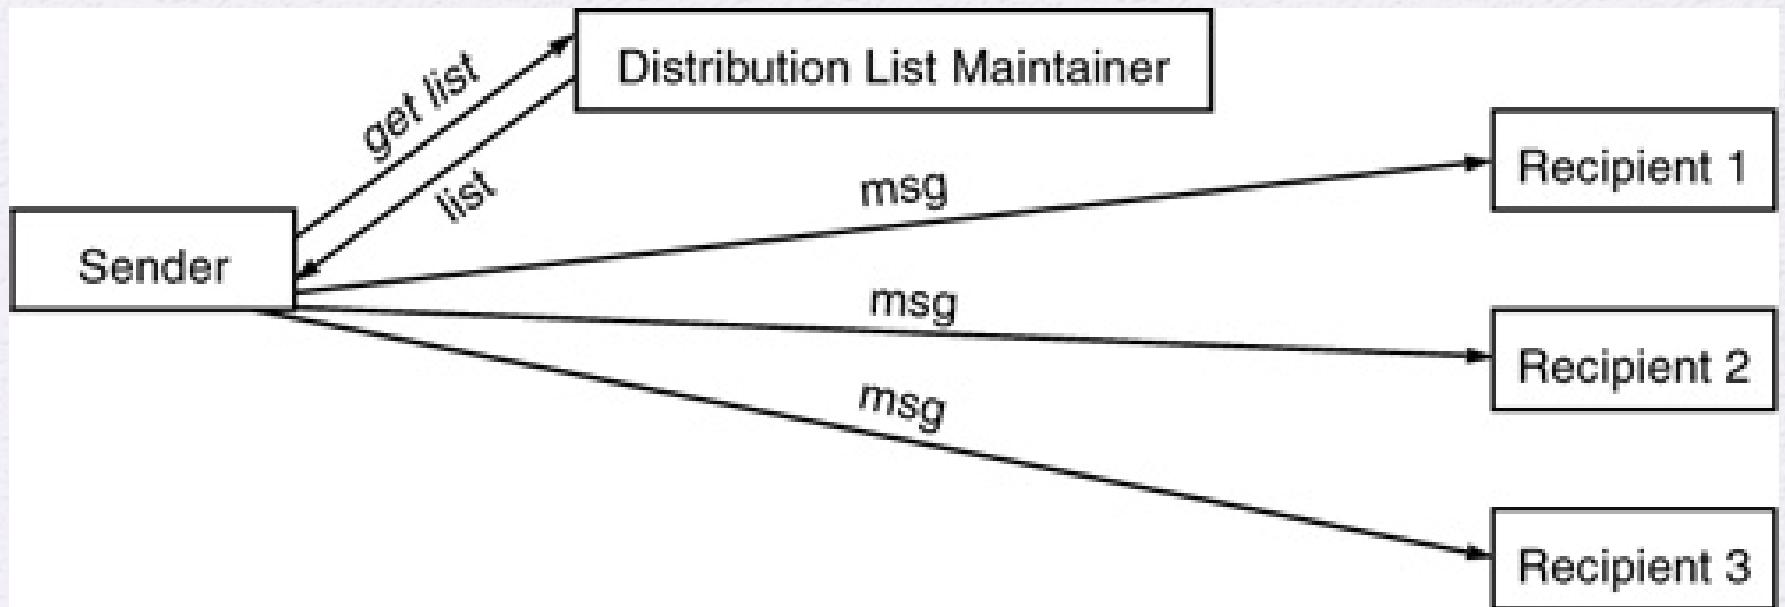 Distribution List Maintainer
get list
list
Sender
msg
Recipient 1
msg
Recipient 2
msg
Recipient 3